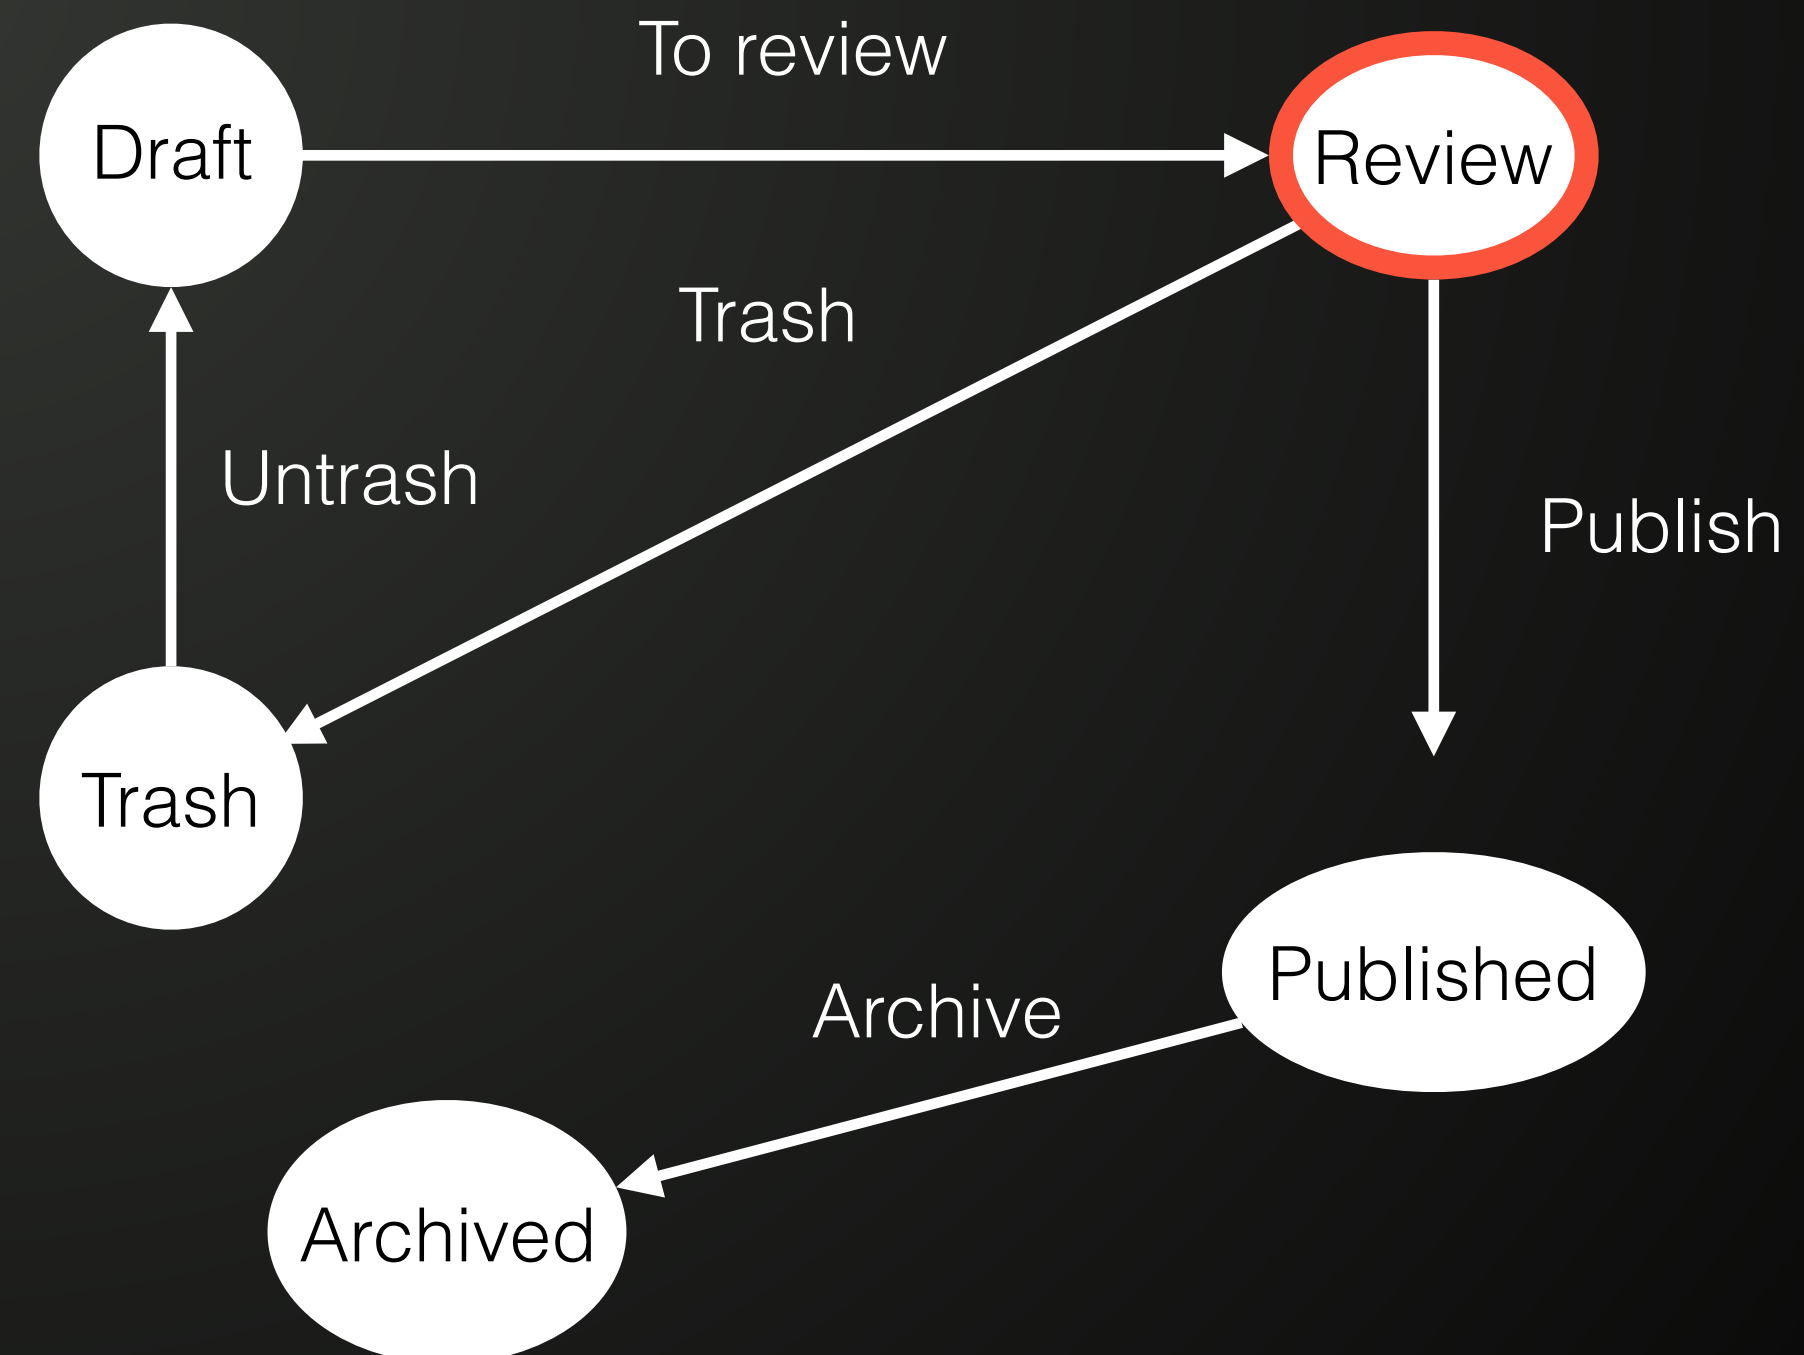 To review
Draft
Review
Trash
Untrash
Publish
Trash
Published
Archive
Archived